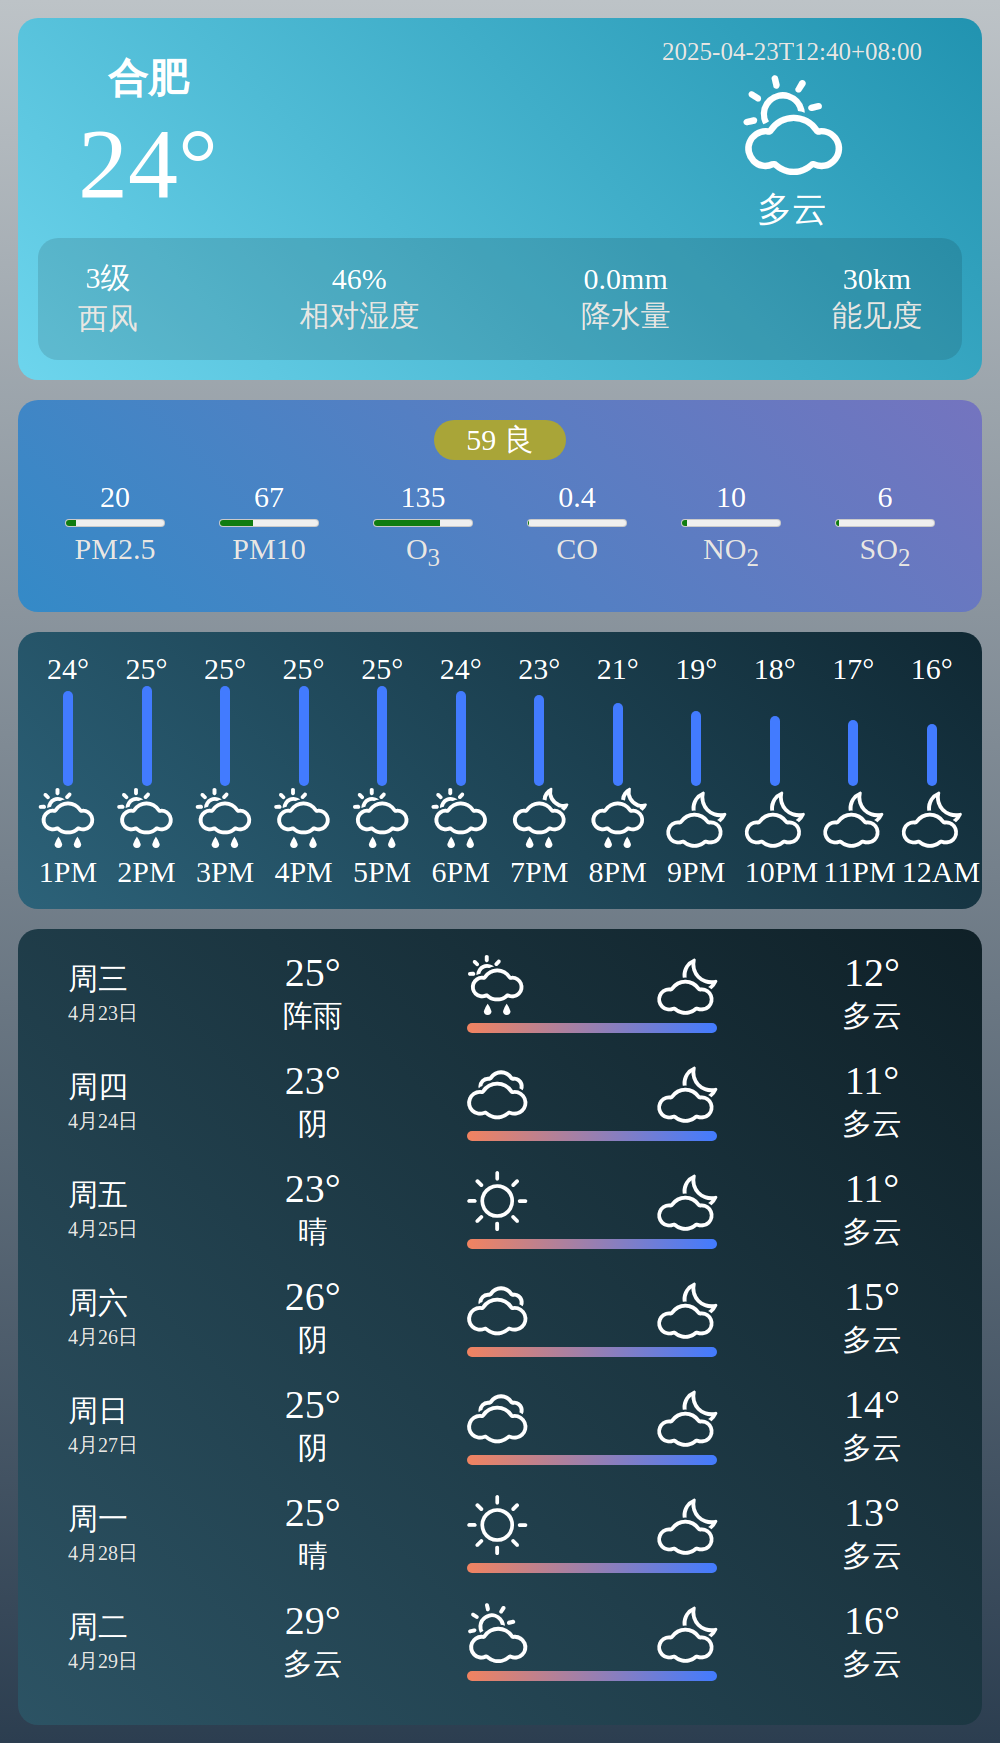 合肥
24°
2025-04-23T12:40+08:00
多云
3级 46% 0.0mm 30km
西风 相对湿度 降水量 能见度
59 良
20 67 135 0.4 10 6
PM2.5 PM10 O3 CO NO2 SO2
24° 25° 25° 25° 25° 24° 23° 21° 19° 18° 17° 16°
1PM 2PM 3PM 4PM 5PM 6PM 7PM 8PM 9PM 10PM 11PM 12AM
周三 25° 12°
4月23日 阵雨 多云
周四 23° 11°
4月24日 阴 多云
周五 23° 11°
4月25日 晴 多云
周六 26° 15°
4月26日 阴 多云
周日 25° 14°
4月27日 阴 多云
周一 25° 13°
4月28日 晴 多云
周二 29° 16°
4月29日 多云 多云